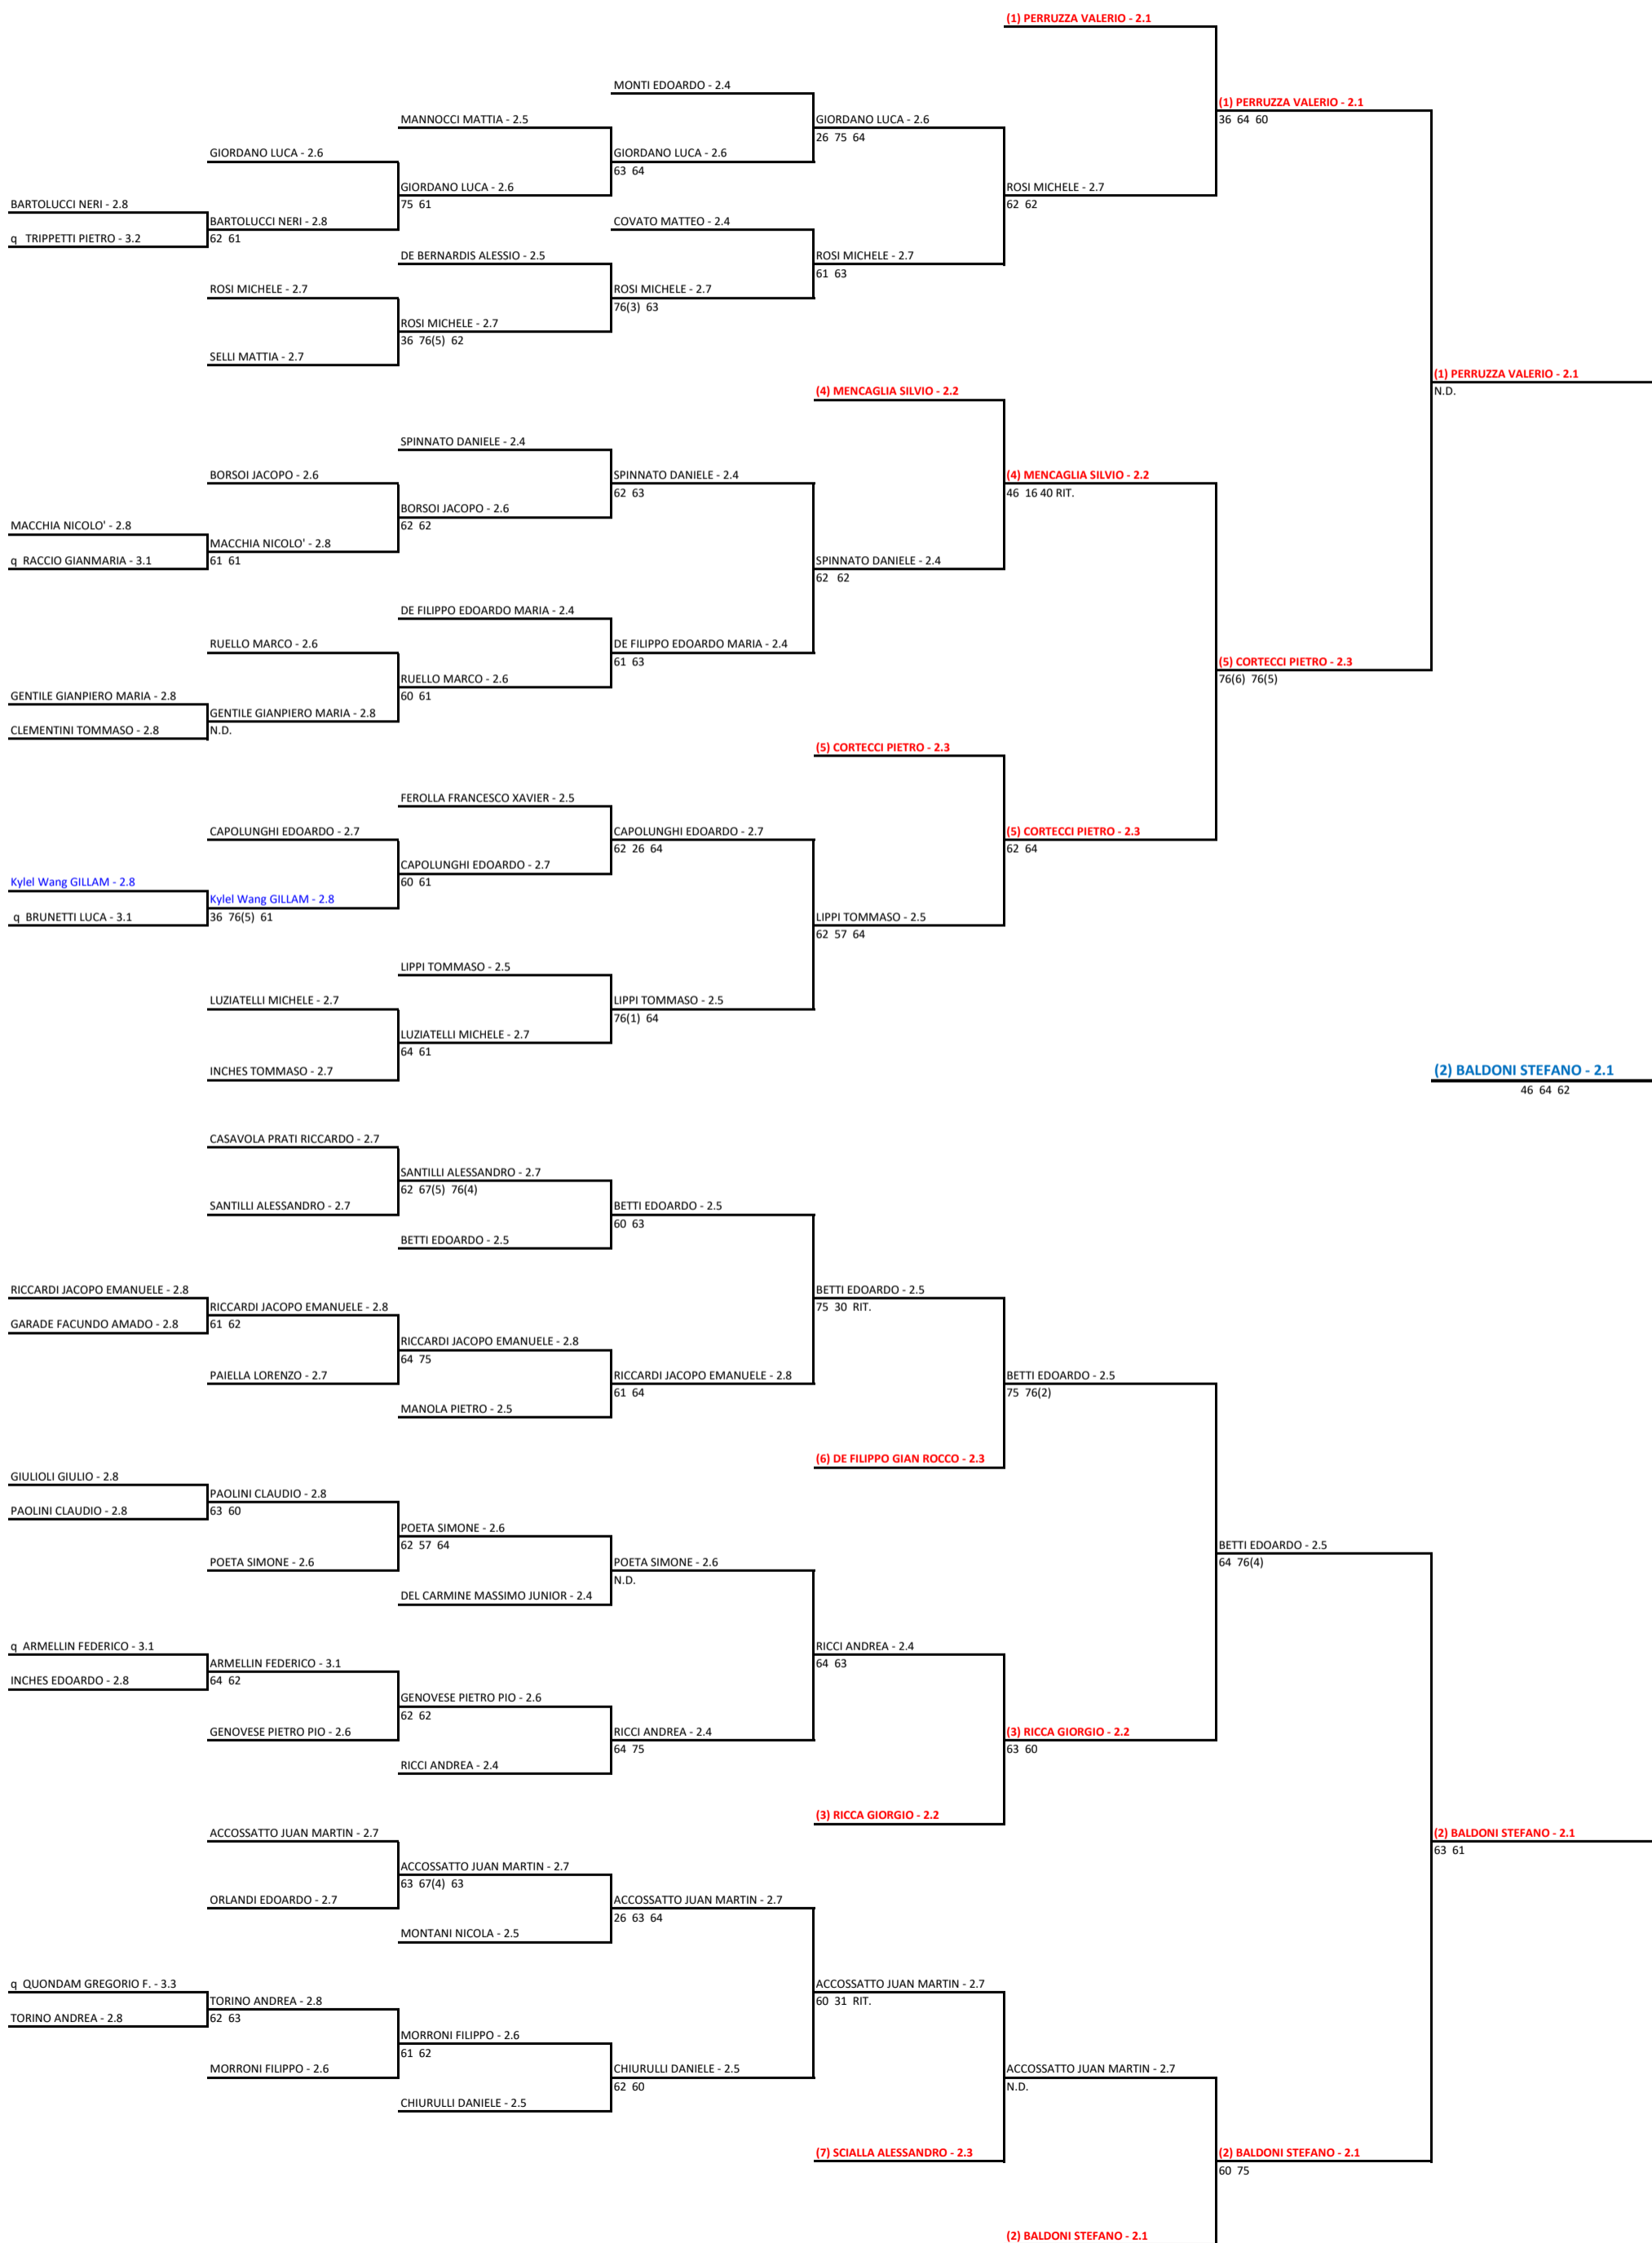 (1) PERRUZZA VALERIO - 2.1
MONTI EDOARDO - 2.4
(1) PERRUZZA VALERIO - 2.1
36 64 60
MANNOCCI MATTIA - 2.5
GIORDANO LUCA - 2.6
26 75 64
GIORDANO LUCA - 2.6
GIORDANO LUCA - 2.6
63 64
GIORDANO LUCA - 2.6
75 61
ROSI MICHELE - 2.7
62 62
BARTOLUCCI NERI - 2.8
BARTOLUCCI NERI - 2.8
62 61
q TRIPPETTI PIETRO - 3.2
COVATO MATTEO - 2.4
DE BERNARDIS ALESSIO - 2.5
ROSI MICHELE - 2.7
61 63
ROSI MICHELE - 2.7
ROSI MICHELE - 2.7
76(3) 63
ROSI MICHELE - 2.7
36 76(5) 62
SELLI MATTIA - 2.7
(1) PERRUZZA VALERIO - 2.1
N.D.
(4) MENCAGLIA SILVIO - 2.2
SPINNATO DANIELE - 2.4
BORSOI JACOPO - 2.6
SPINNATO DANIELE - 2.4
62 63
(4) MENCAGLIA SILVIO - 2.2
46 16 40 RIT.
BORSOI JACOPO - 2.6
62 62
MACCHIA NICOLO' - 2.8
MACCHIA NICOLO' - 2.8
61 61
q RACCIO GIANMARIA - 3.1
SPINNATO DANIELE - 2.4
62 62
DE FILIPPO EDOARDO MARIA - 2.4
RUELLO MARCO - 2.6
DE FILIPPO EDOARDO MARIA - 2.4
61 63
(5) CORTECCI PIETRO - 2.3
76(6) 76(5)
RUELLO MARCO - 2.6
60 61
GENTILE GIANPIERO MARIA - 2.8
GENTILE GIANPIERO MARIA - 2.8
N.D.
CLEMENTINI TOMMASO - 2.8
(5) CORTECCI PIETRO - 2.3
FEROLLA FRANCESCO XAVIER - 2.5
CAPOLUNGHI EDOARDO - 2.7
CAPOLUNGHI EDOARDO - 2.7
62 26 64
(5) CORTECCI PIETRO - 2.3
62 64
CAPOLUNGHI EDOARDO - 2.7
60 61
Kylel Wang GILLAM - 2.8
Kylel Wang GILLAM - 2.8
36 76(5) 61
q BRUNETTI LUCA - 3.1
LIPPI TOMMASO - 2.5
62 57 64
LIPPI TOMMASO - 2.5
LUZIATELLI MICHELE - 2.7
LIPPI TOMMASO - 2.5
76(1) 64
LUZIATELLI MICHELE - 2.7
64 61
INCHES TOMMASO - 2.7
(2) BALDONI STEFANO - 2.1
46 64 62
CASAVOLA PRATI RICCARDO - 2.7
SANTILLI ALESSANDRO - 2.7
62 67(5) 76(4)
SANTILLI ALESSANDRO - 2.7
BETTI EDOARDO - 2.5
60 63
BETTI EDOARDO - 2.5
RICCARDI JACOPO EMANUELE - 2.8
BETTI EDOARDO - 2.5
75 30 RIT.
RICCARDI JACOPO EMANUELE - 2.8
61 62
GARADE FACUNDO AMADO - 2.8
RICCARDI JACOPO EMANUELE - 2.8
64 75
PAIELLA LORENZO - 2.7
RICCARDI JACOPO EMANUELE - 2.8
61 64
BETTI EDOARDO - 2.5
75 76(2)
MANOLA PIETRO - 2.5
(6) DE FILIPPO GIAN ROCCO - 2.3
GIULIOLI GIULIO - 2.8
PAOLINI CLAUDIO - 2.8
63 60
PAOLINI CLAUDIO - 2.8
POETA SIMONE - 2.6
62 57 64
BETTI EDOARDO - 2.5
64 76(4)
POETA SIMONE - 2.6
POETA SIMONE - 2.6
N.D.
DEL CARMINE MASSIMO JUNIOR - 2.4
q ARMELLIN FEDERICO - 3.1
RICCI ANDREA - 2.4
64 63
ARMELLIN FEDERICO - 3.1
64 62
INCHES EDOARDO - 2.8
GENOVESE PIETRO PIO - 2.6
62 62
GENOVESE PIETRO PIO - 2.6
RICCI ANDREA - 2.4
64 75
(3) RICCA GIORGIO - 2.2
63 60
RICCI ANDREA - 2.4
(3) RICCA GIORGIO - 2.2
ACCOSSATTO JUAN MARTIN - 2.7
(2) BALDONI STEFANO - 2.1
63 61
ACCOSSATTO JUAN MARTIN - 2.7
63 67(4) 63
ORLANDI EDOARDO - 2.7
ACCOSSATTO JUAN MARTIN - 2.7
26 63 64
MONTANI NICOLA - 2.5
q QUONDAM GREGORIO F. - 3.3
ACCOSSATTO JUAN MARTIN - 2.7
60 31 RIT.
TORINO ANDREA - 2.8
62 63
TORINO ANDREA - 2.8
MORRONI FILIPPO - 2.6
61 62
MORRONI FILIPPO - 2.6
CHIURULLI DANIELE - 2.5
62 60
ACCOSSATTO JUAN MARTIN - 2.7
N.D.
CHIURULLI DANIELE - 2.5
(7) SCIALLA ALESSANDRO - 2.3
(2) BALDONI STEFANO - 2.1
60 75
(2) BALDONI STEFANO - 2.1